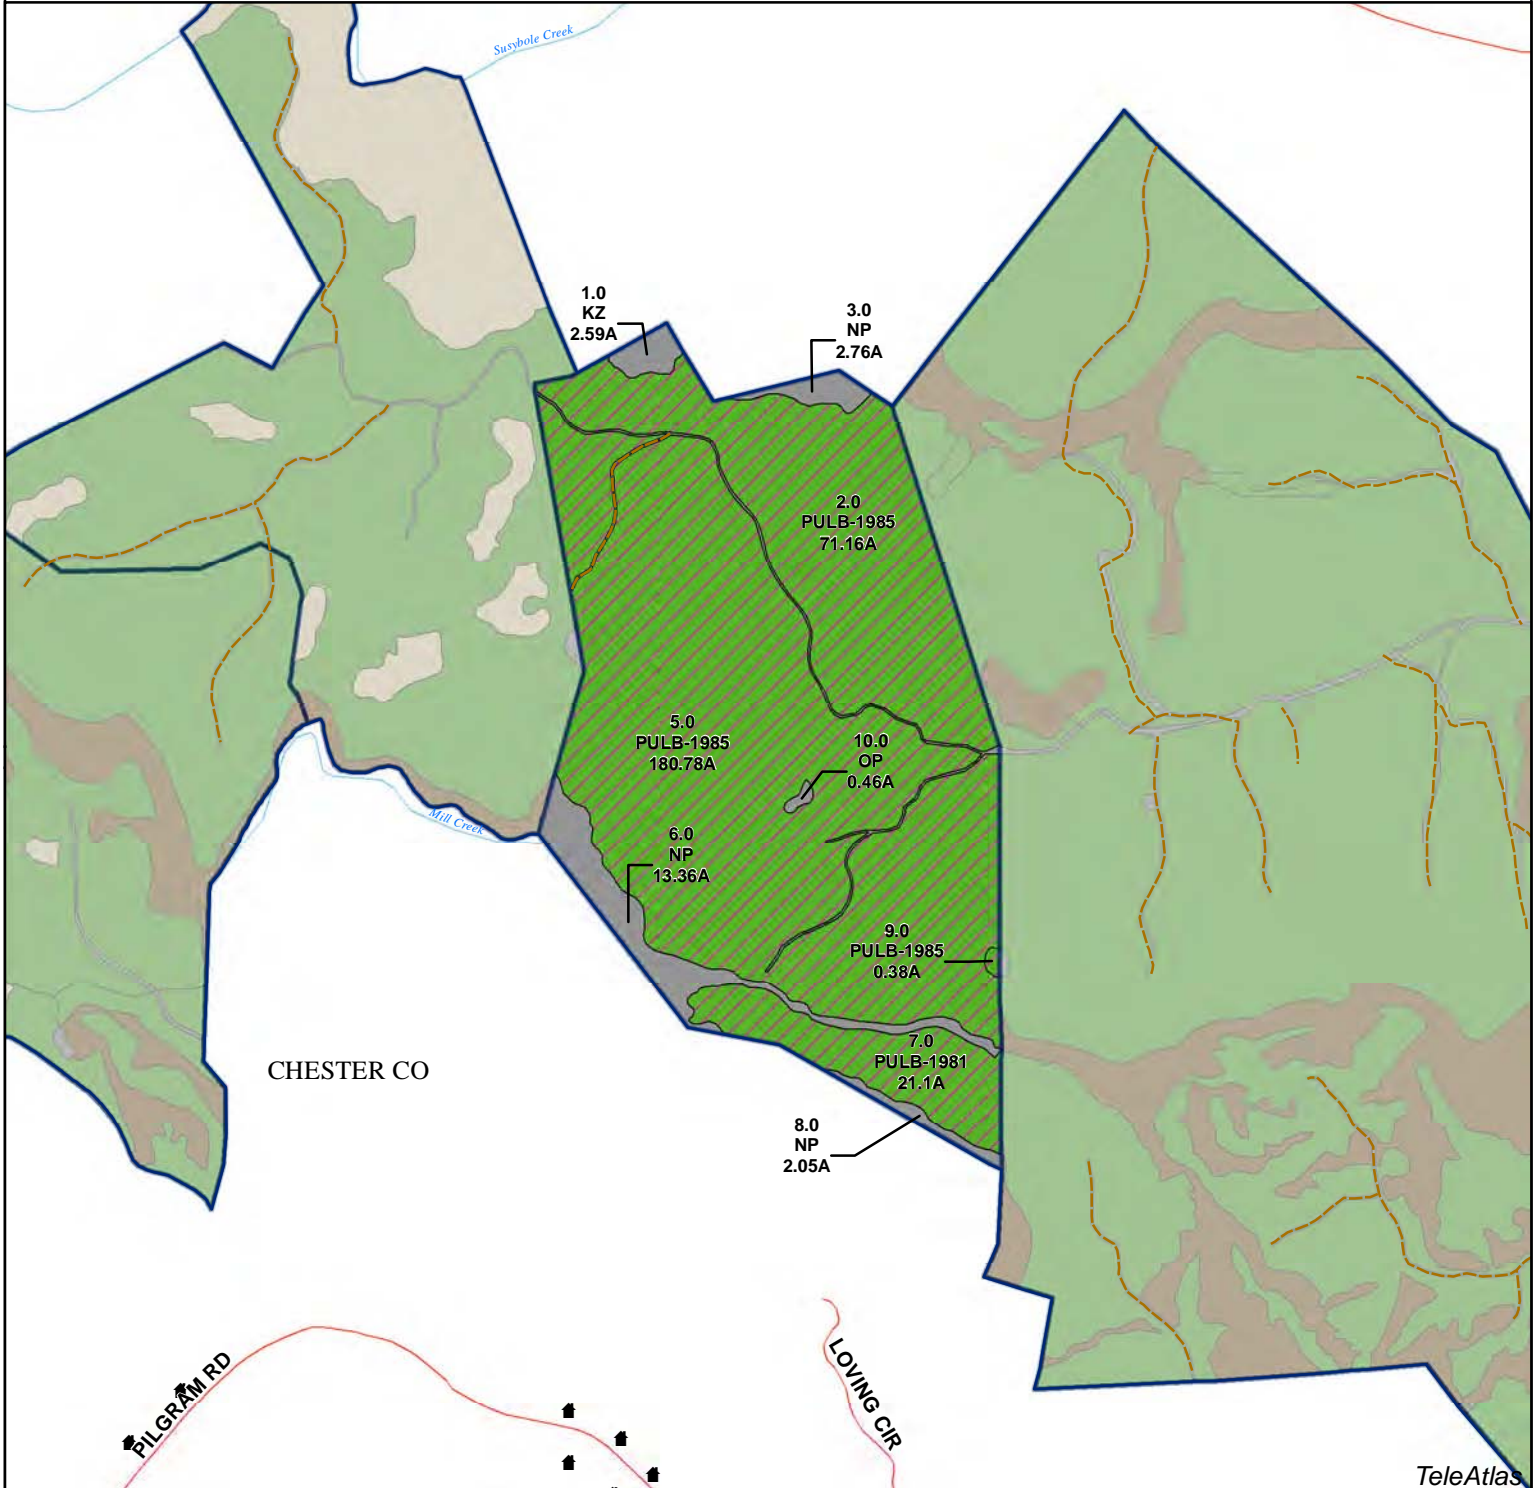 Susybole Creek
1.0
KZ
2.59A
3.0
NP
2.76A
2.0
PULB-1985
71.16A
5.0
PULB-1985
180.78A
10.0
OP
0.46A
Mill Creek
6.0
NP
13.36A
9.0
PULB-1985
0.38A
7.0
PULB-1981
21.1A
CHESTER CO
8.0
NP
2.05A
PILGRAM RD
LOVING CIR
TeleAtlas